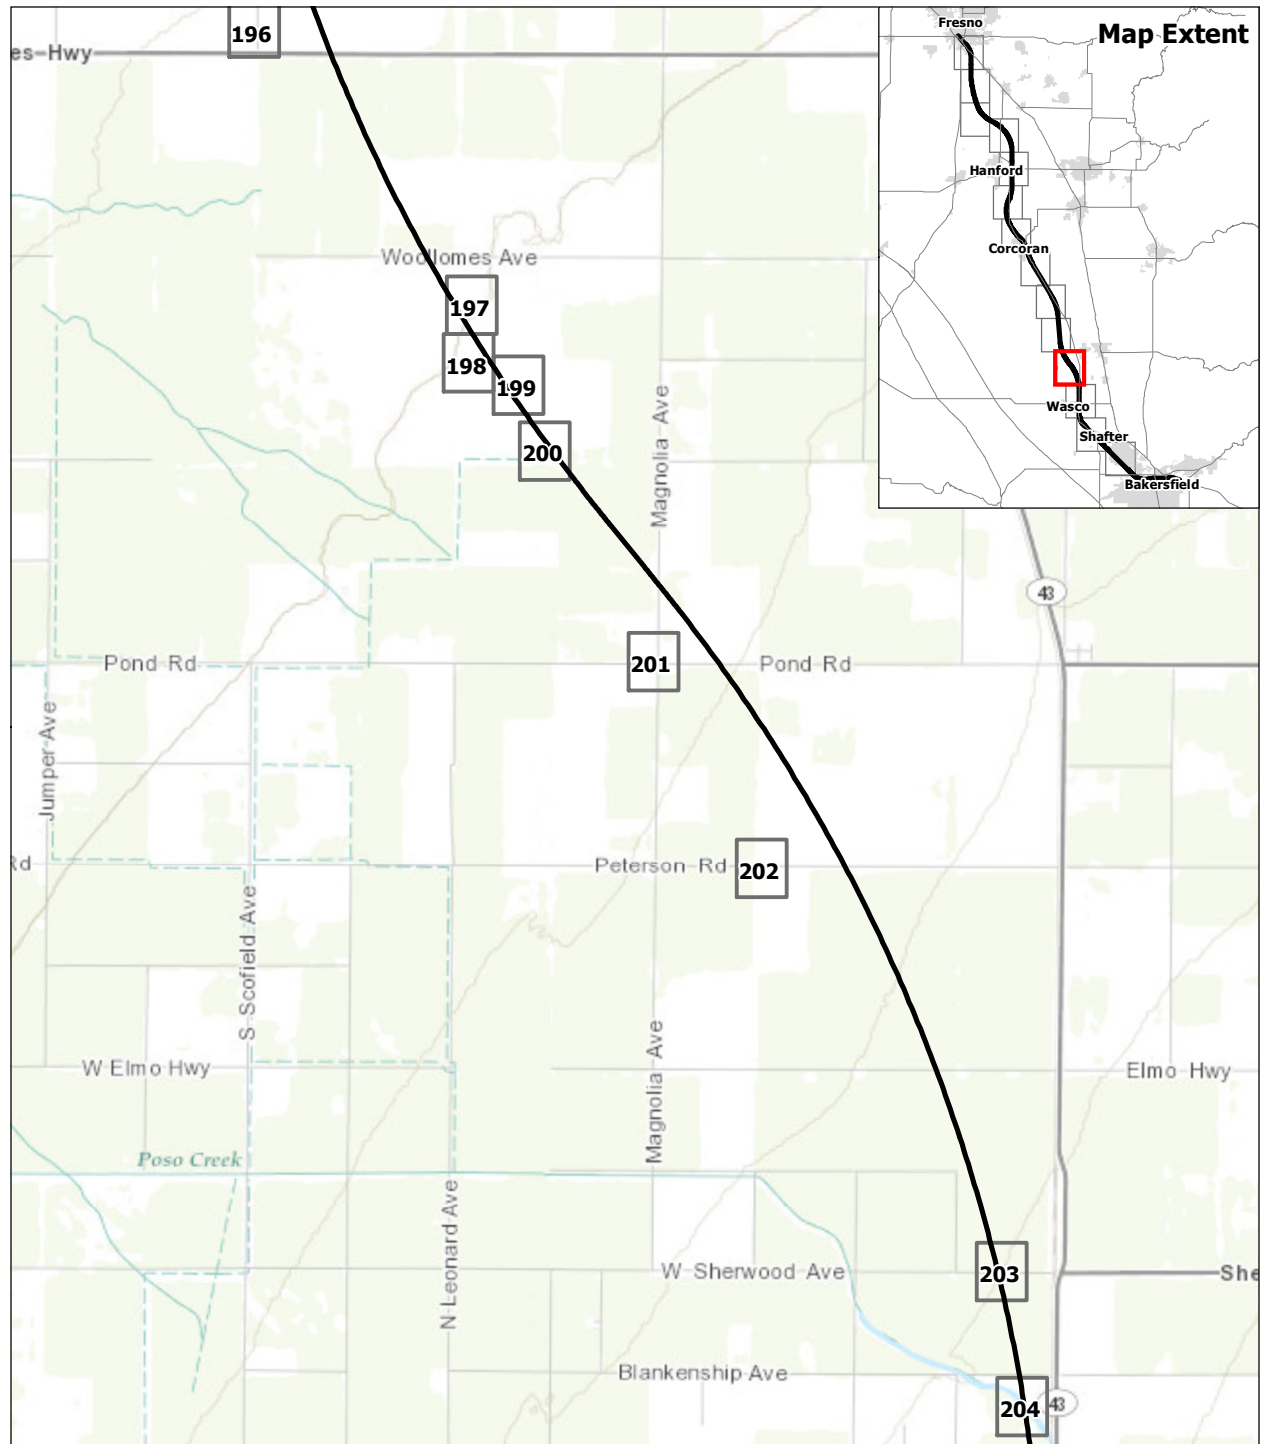 196
es-Hwy
Fresno
Map Extent
Hanford
Corcoran
Wasco
Shafter
Bakersfield
Woollomes Ave
197
198
199
200
Magnolia Ave
43
Pond Rd
201
Pond Rd
Jumper Ave
Rd
Peterson Rd
202
S Scofield Ave
W Elmo Hwy
Magnolia Ave
Elmo Hwy
Poso Creek
N Leonard Ave
W Sherwood Ave
203
She
Blankenship Ave
204
43